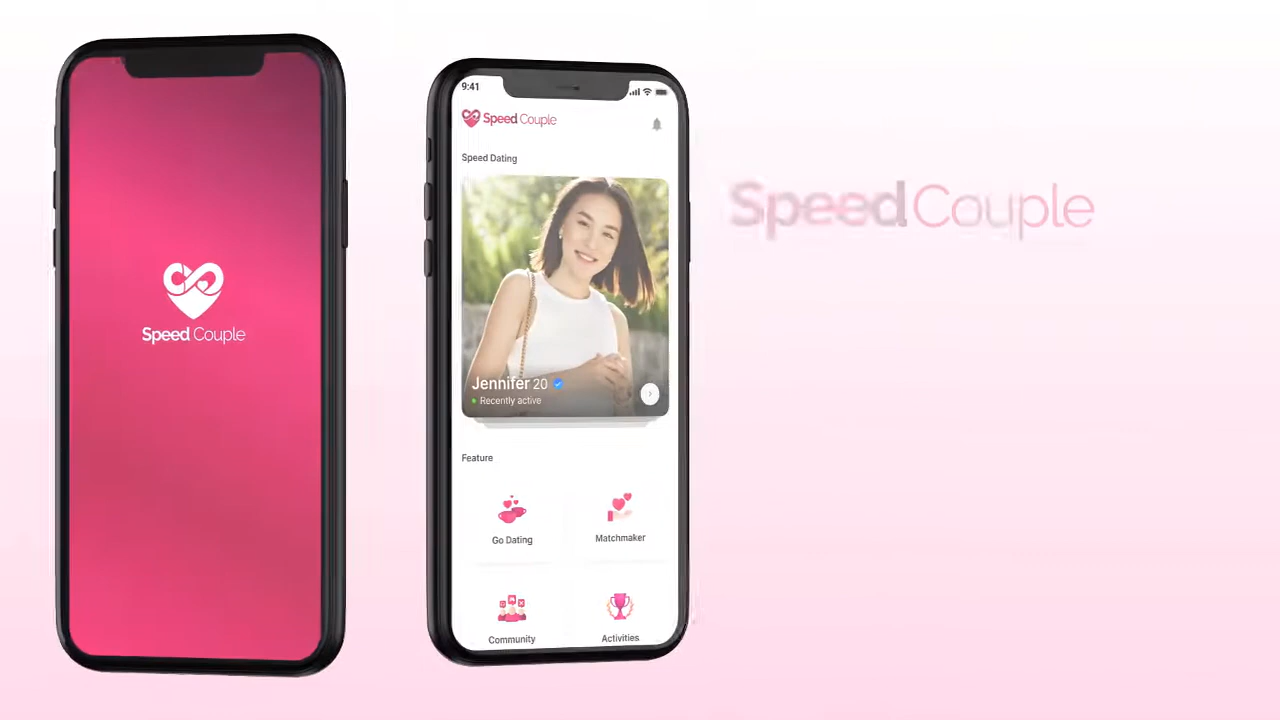 Speed Couple
9:41
Speed Couple
Speed Dating
Jennifer 20
Recently active
Feature
Go Dating
Matchmaker
Community
Activities
Speed Couple